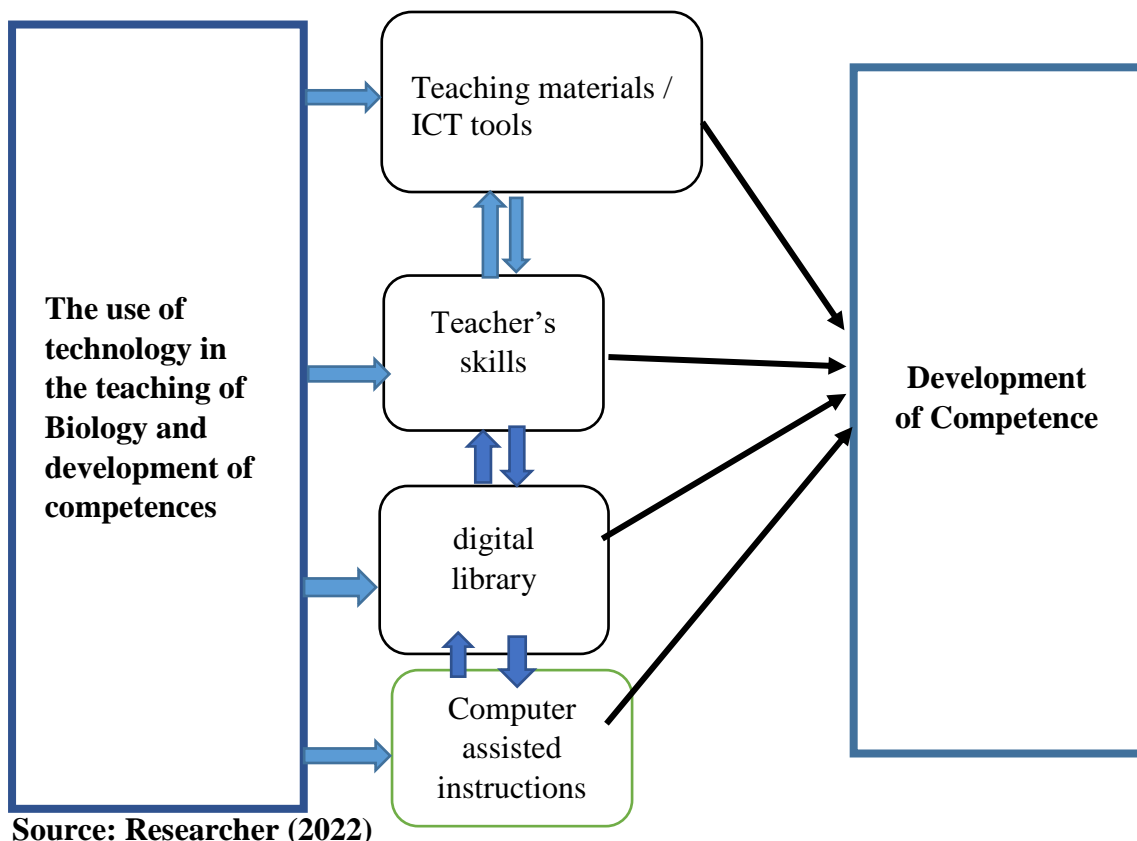 The use of
technology in
the teaching of
Biology and
development of
competences
Teaching materials /
ICT tools
Teacher’s
skills
digital
library
Computer
assisted
instructions
Development
of Competence
Source: Researcher (2022)